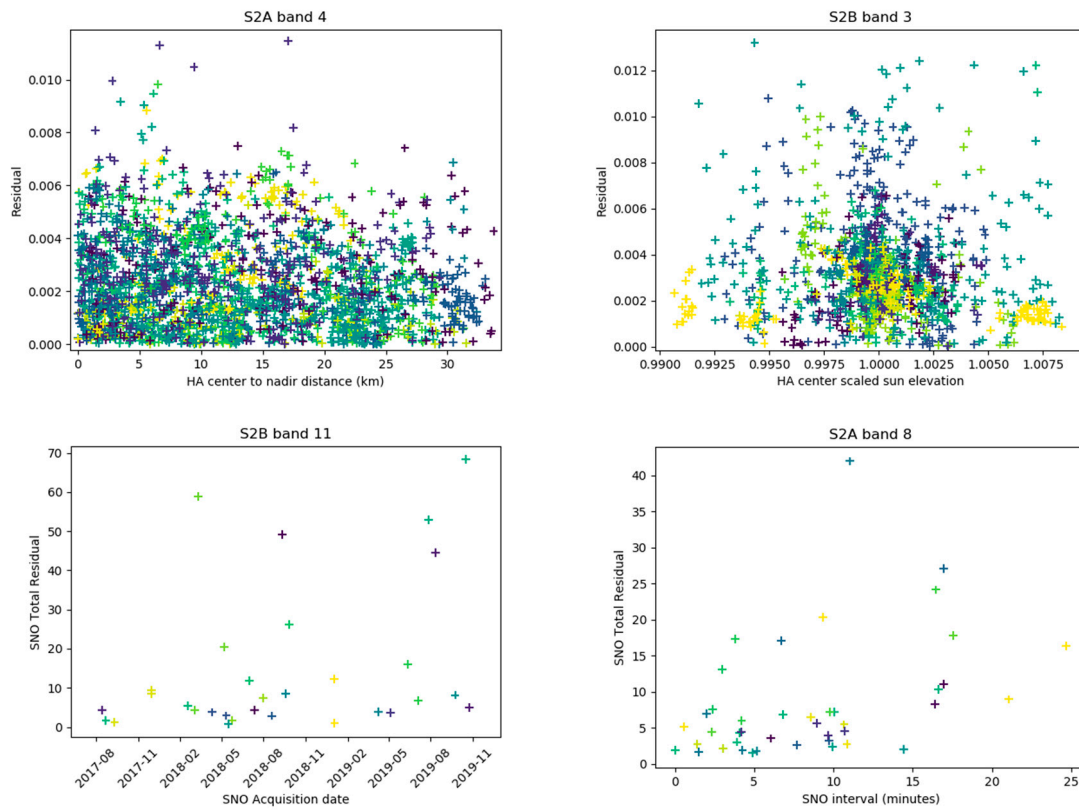 S2A band 4
0.010
0.008
0.006
0.004
0.002
0.000
Residual
0 5 10 15 20 25 30
HA center to nadir distance (km)
S2B band 3
0.012
0.010
0.008
0.006
0.004
0.002
0.000
Residual
0.9900 0.9925 0.9950 0.9975 1.0000 1.0025 1.0050 1.0075
HA center scaled sun elevation
S2B band 11
70
60
50
40
30
20
10
0
SNO Total Residual
2017-08 2017-11 2018-02 2018-05 2018-08 2018-11 2019-02 2019-05 2019-08 2019-11
SNO Acquisition date
S2A band 8
40
35
30
25
20
15
10
5
0
SNO Total Residual
0 5 10 15 20 25
SNO interval (minutes)